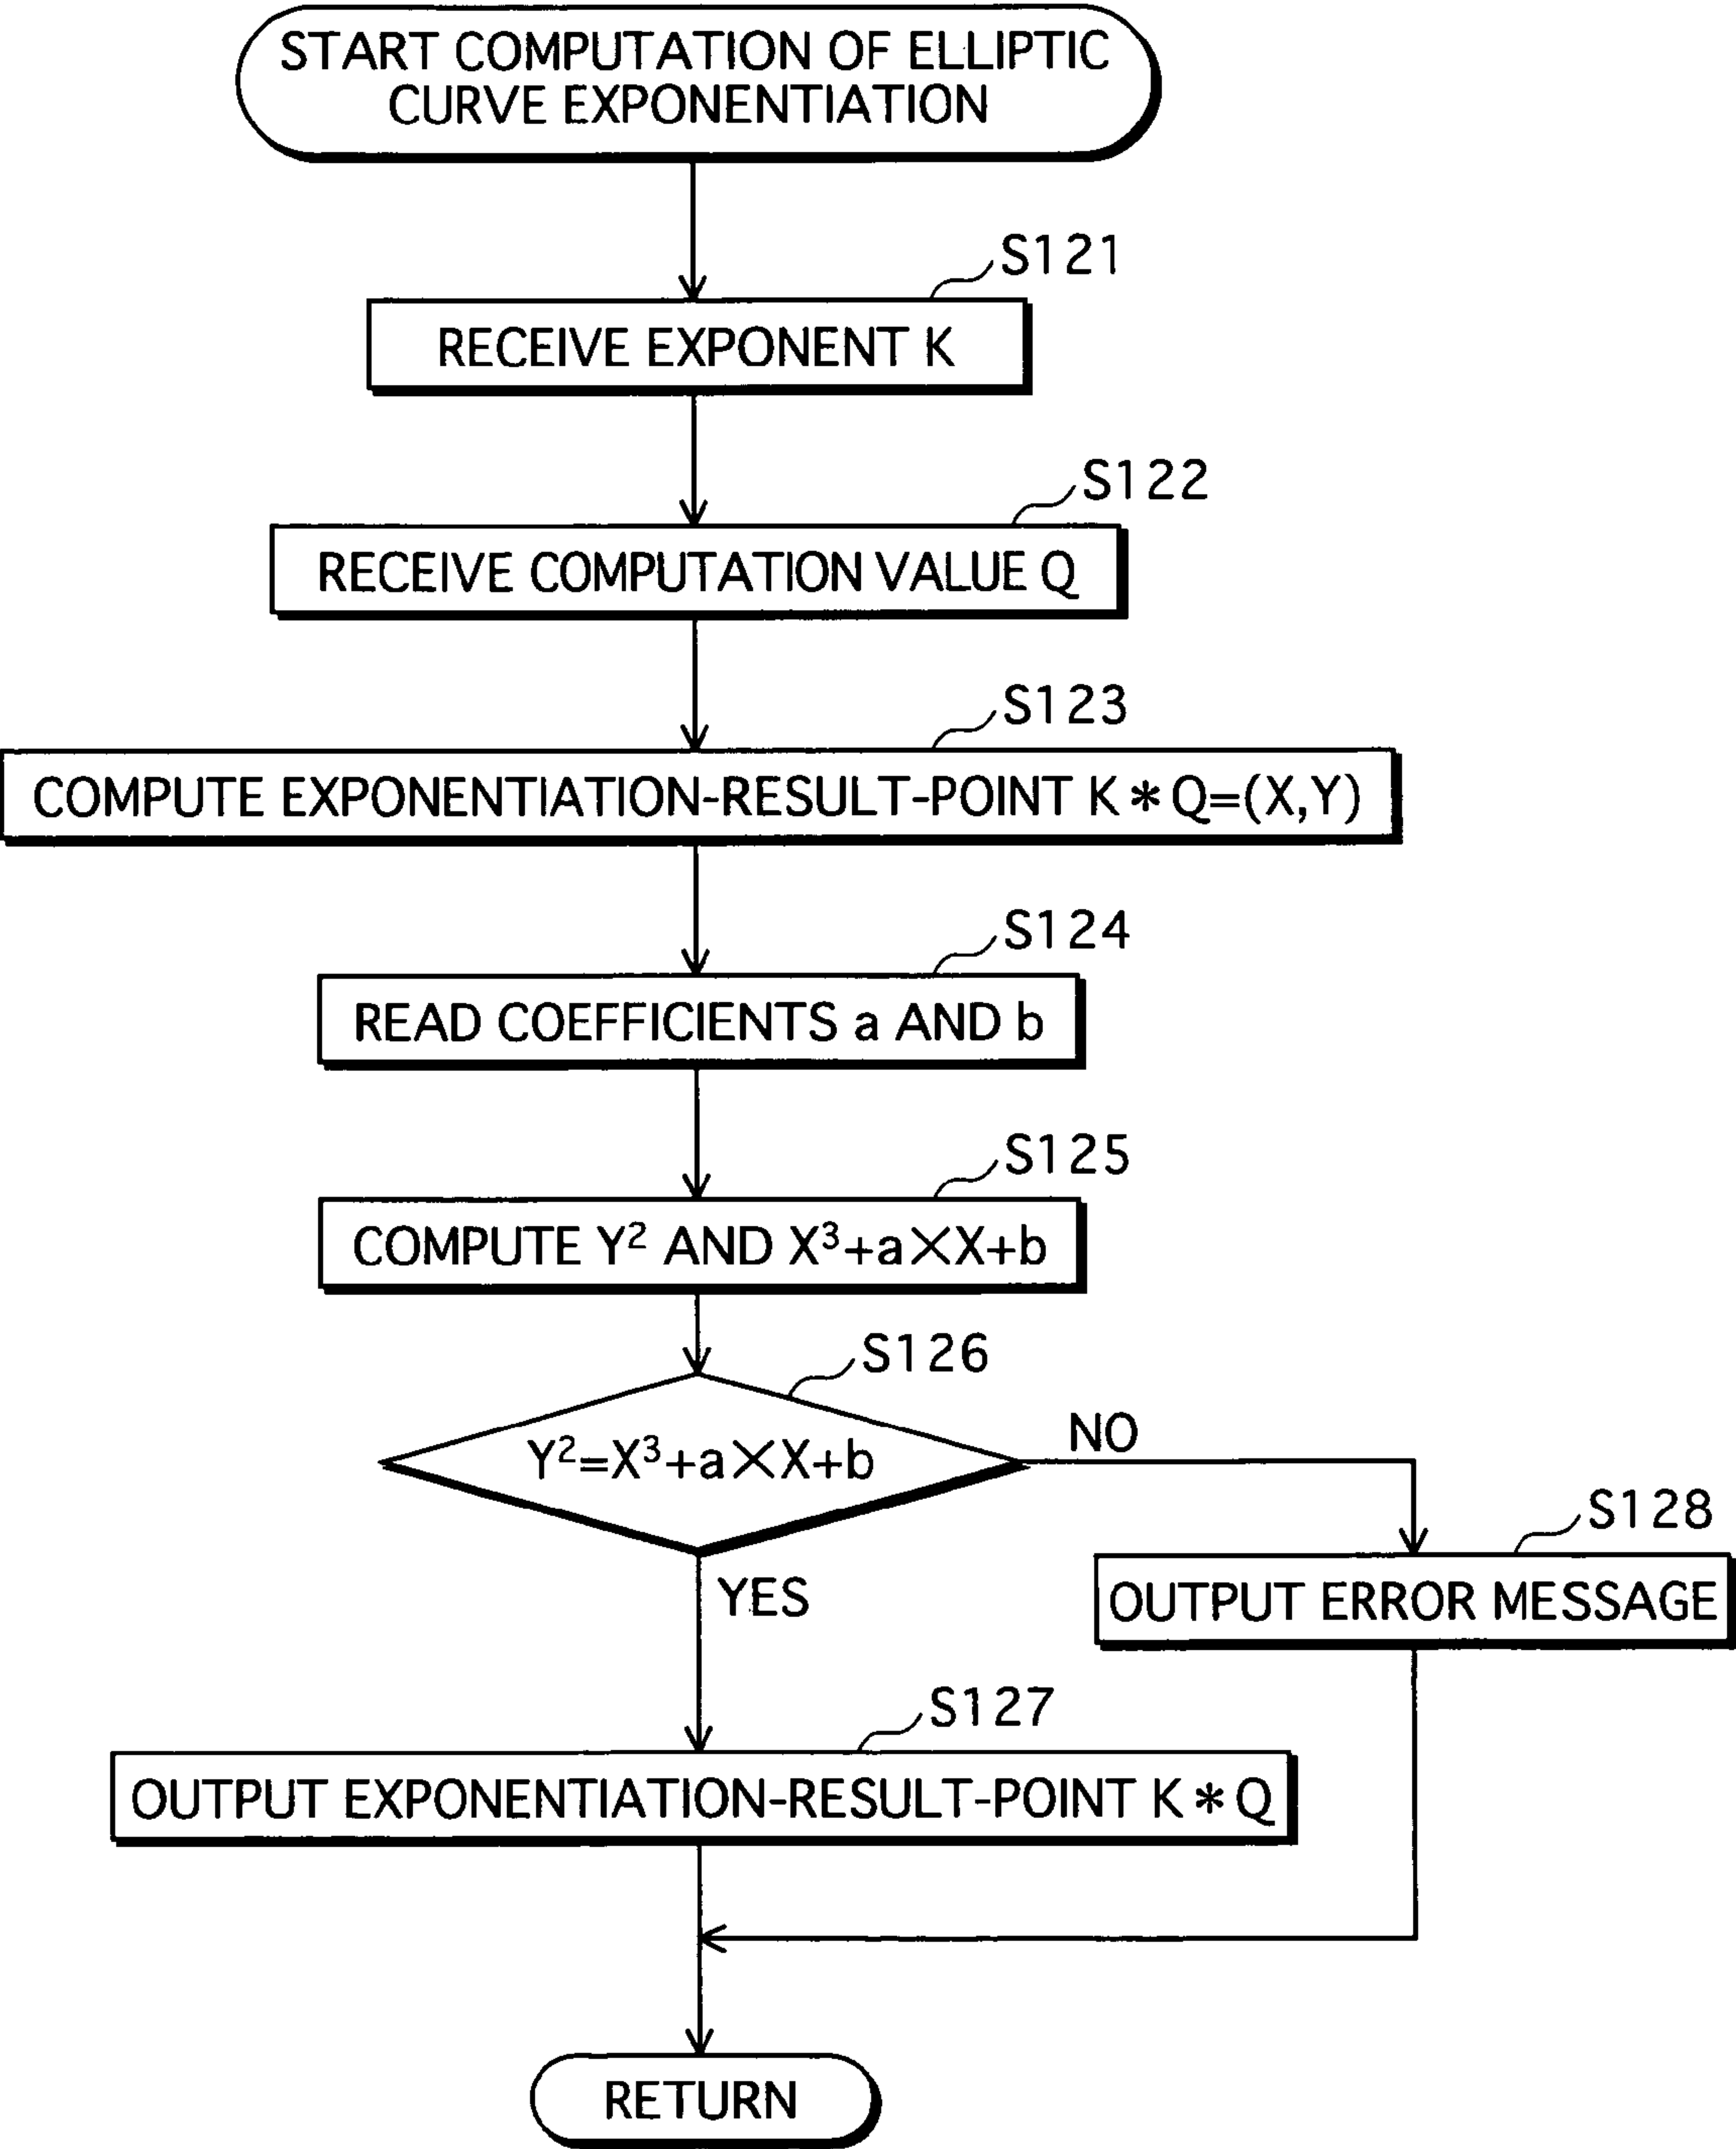 START COMPUTATION OF ELLIPTIC
CURVE EXPONENTIATION
S121
RECEIVE EXPONENT K
S122
RECEIVE COMPUTATION VALUE Q
S123
COMPUTE EXPONENTIATION-RESULT-POINT K * Q=(X,Y)
S124
READ COEFFICIENTS a AND b
S125
COMPUTE Y² AND X³+a×X+b
S126
Y²=X³+a×X+b
NO
S128
OUTPUT ERROR MESSAGE
YES
S127
OUTPUT EXPONENTIATION-RESULT-POINT K * Q
RETURN